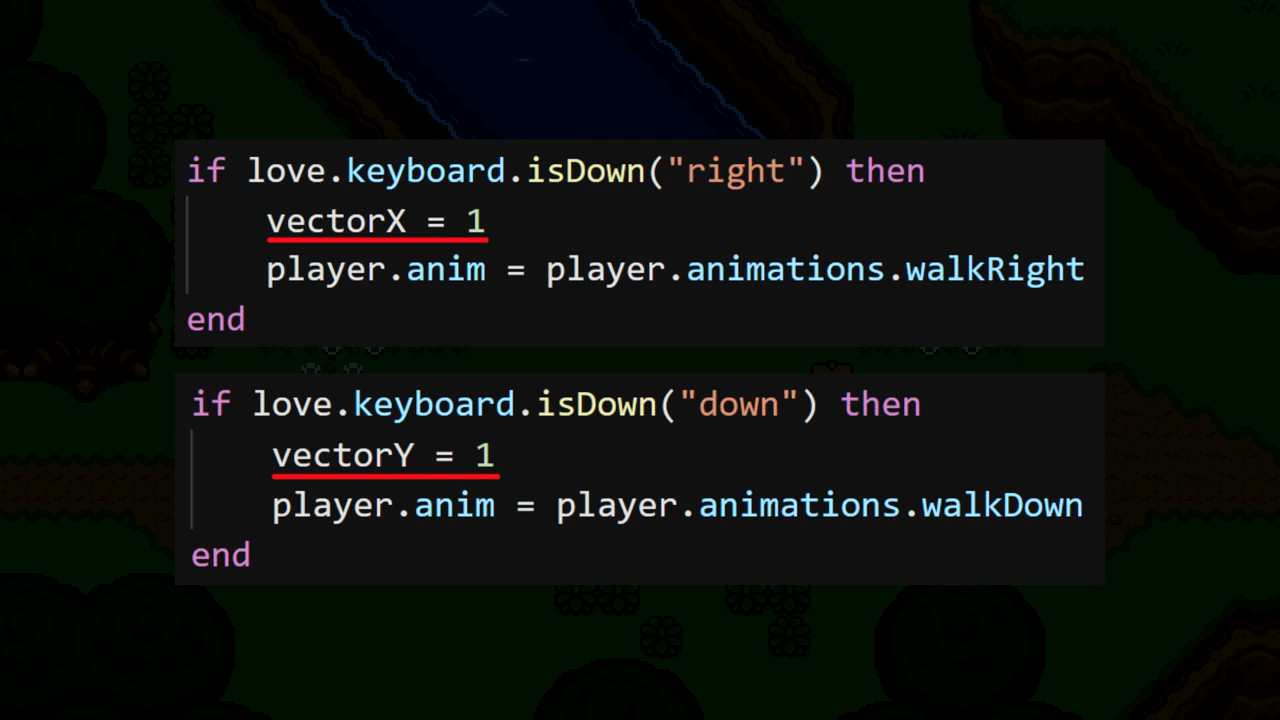 if love.keyboard.isDown("right") then
    vectorX = 1
    player.anim = player.animations.walkRight
end
if love.keyboard.isDown("down") then
    vectorY = 1
    player.anim = player.animations.walkDown
end